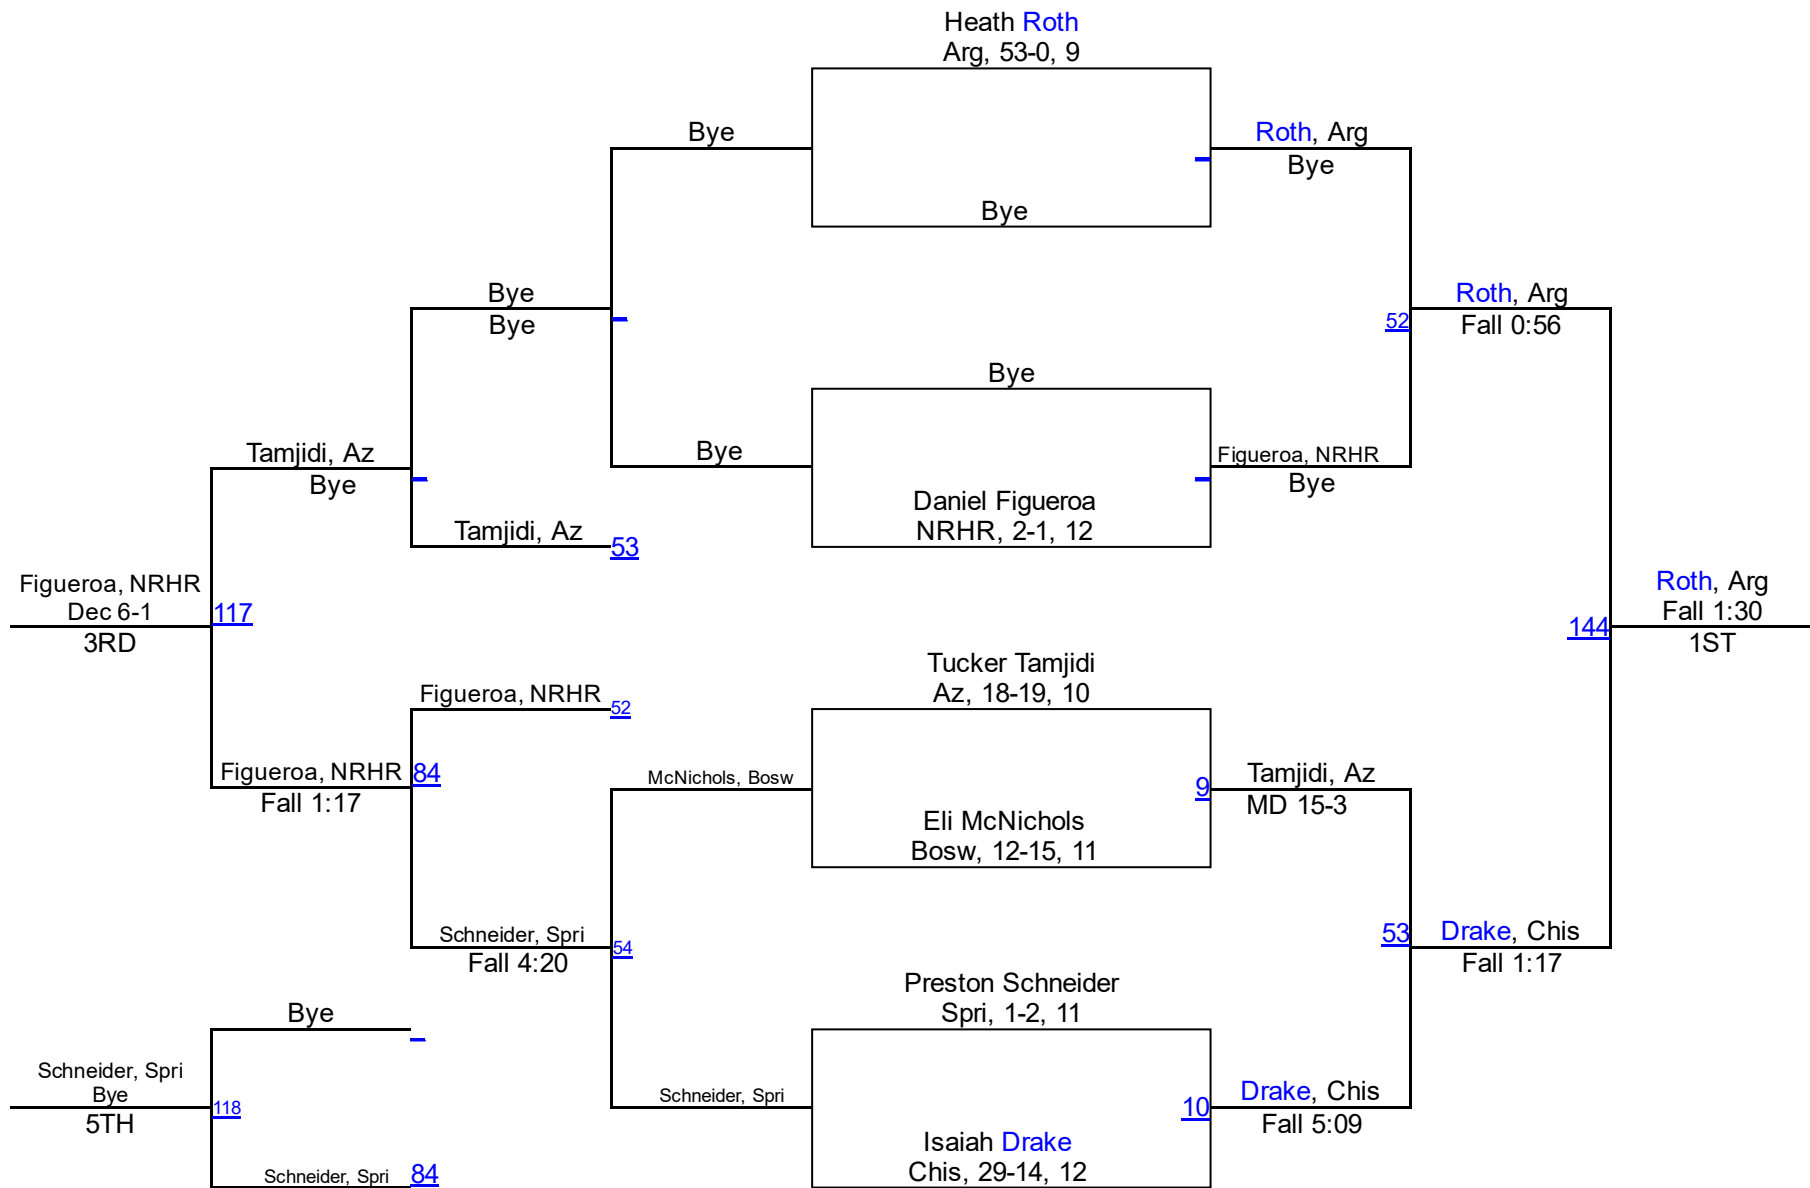 Heath Roth
Arg, 53-0, 9
Bye
Roth, Arg
Bye
Bye
Bye
Bye
Roth, Arg
52
Fall 0:56
Bye
Tamjidi, Az
Bye
Bye
Figueroa, NRHR
Bye
Daniel Figueroa
NRHR, 2-1, 12
Tamjidi, Az
53
Figueroa, NRHR
Dec 6-1
117
3RD
Roth, Arg
Fall 1:30
144
1ST
Tucker Tamjidi
Az, 18-19, 10
Figueroa, NRHR
52
Figueroa, NRHR
84
Fall 1:17
McNichols, Bosw
9
Tamjidi, Az
MD 15-3
Eli McNichols
Bosw, 12-15, 11
Schneider, Spri
54
Fall 4:20
53
Drake, Chis
Fall 1:17
Preston Schneider
Spri, 1-2, 11
Bye
Schneider, Spri
Bye
118
5TH
Schneider, Spri
10
Drake, Chis
Fall 5:09
Isaiah Drake
Chis, 29-14, 12
Schneider, Spri
84